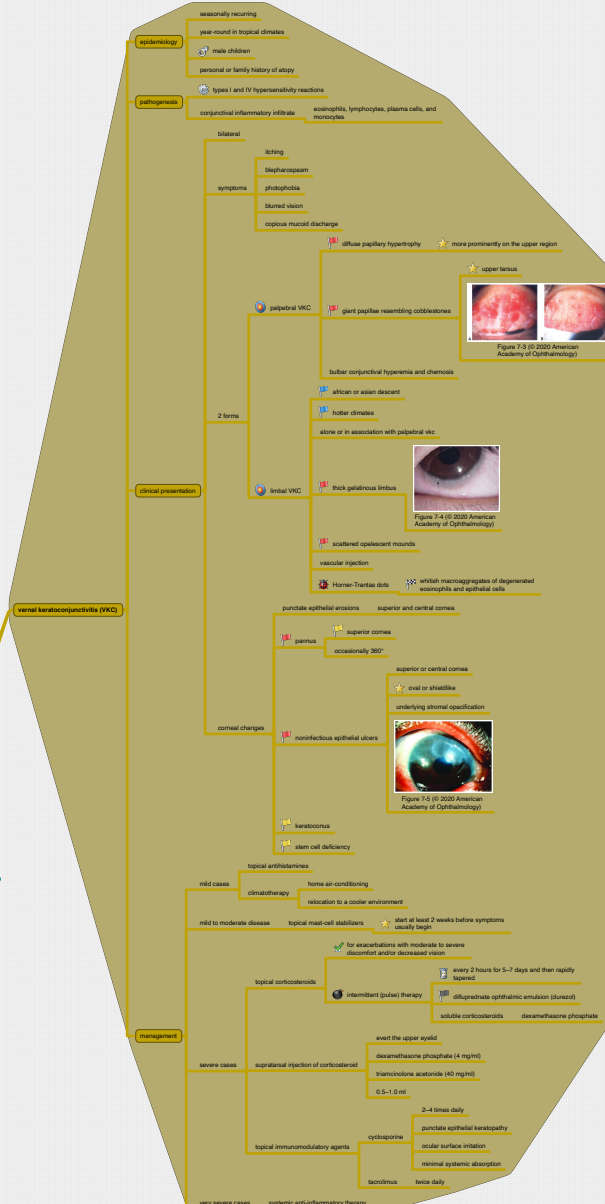 vernal keratoconjunctivitis (VKC)
epidemiology
seasonally recurring
year-round in tropical climates
male children
personal or family history of atopy
pathogenesis
types I and IV hypersensitivity reactions
conjunctival inflammatory infiltrate
eosinophils, lymphocytes, plasma cells, and
monocytes
clinical presentation
bilateral
symptoms
itching
blepharospasm
photophobia
blurred vision
copious mucoid discharge
2 forms
palpebral VKC
diffuse papillary hypertrophy
more prominently on the upper region
giant papillae resembling cobblestones
upper tarsus
Figure 7-3 (© 2020 American
Academy of Ophthalmology)
bulbar conjunctival hyperemia and chemosis
limbal VKC
african or asian descent
hotter climates
alone or in association with palpebral vkc
thick gelatinous limbus
Figure 7-4 (© 2020 American
Academy of Ophthalmology)
scattered opalescent mounds
vascular injection
Horner-Trantas dots
whitish macroaggregates of degenerated
eosinophils and epithelial cells
corneal changes
punctate epithelial erosions
superior and central cornea
pannus
superior cornea
occasionally 360°
noninfectious epithelial ulcers
superior or central cornea
oval or shieldlike
underlying stromal opacification
Figure 7-5 (© 2020 American
Academy of Ophthalmology)
keratoconus
stem cell deficiency
management
mild cases
topical antihistamines
climatotherapy
home air-conditioning
relocation to a cooler environment
mild to moderate disease
topical mast-cell stabilizers
start at least 2 weeks before symptoms
usually begin
severe cases
topical corticosteroids
for exacerbations with moderate to severe
discomfort and/or decreased vision
intermittent (pulse) therapy
every 2 hours for 5–7 days and then rapidly
tapered
difluprednate ophthalmic emulsion (durezol)
soluble corticosteroids
dexamethasone phosphate
supratarsal injection of corticosteroid
evert the upper eyelid
dexamethasone phosphate (4 mg/ml)
triamcinolone acetonide (40 mg/ml)
0.5–1.0 ml
topical immunomodulatory agents
cyclosporine
2–4 times daily
punctate epithelial keratopathy
ocular surface irritation
minimal systemic absorption
tacrolimus
twice daily
very severe cases
systemic anti-inflammatory therapy